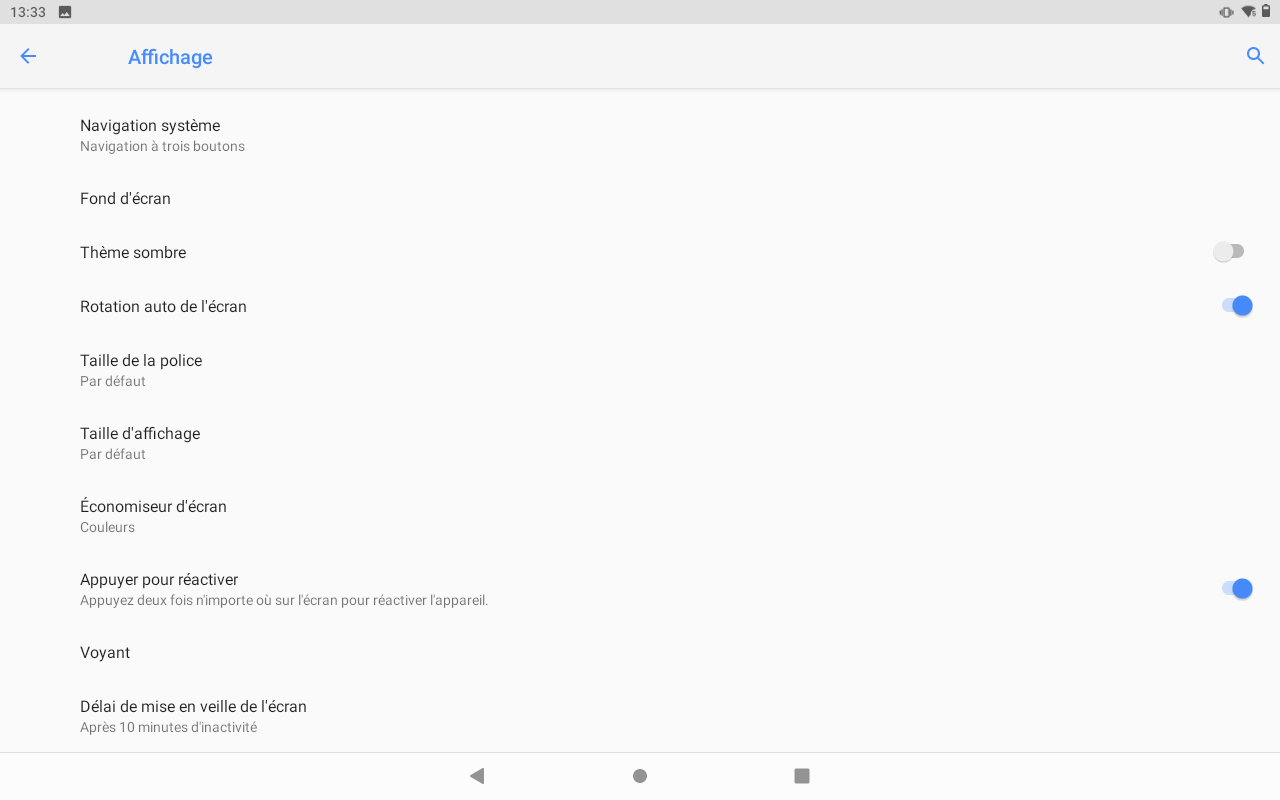 13:33
Affichage
Navigation système
Navigation à trois boutons
Fond d'écran
Thème sombre
Rotation auto de l'écran
Taille de la police
Par défaut
Taille d'affichage
Par défaut
Économiseur d'écran
Couleurs
Appuyer pour réactiver
Appuyez deux fois n'importe où sur l'écran pour réactiver l'appareil.
Voyant
Délai de mise en veille de l'écran
Après 10 minutes d'inactivité